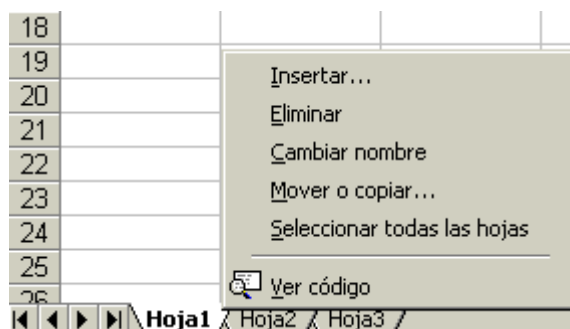 18
19
Insertar...
20
Eliminar
21
Cambiar nombre
22
Mover o copiar...
23
24
Seleccionar todas las hojas
25
Ver código
26
Hoja1 Hoja2 Hoja3